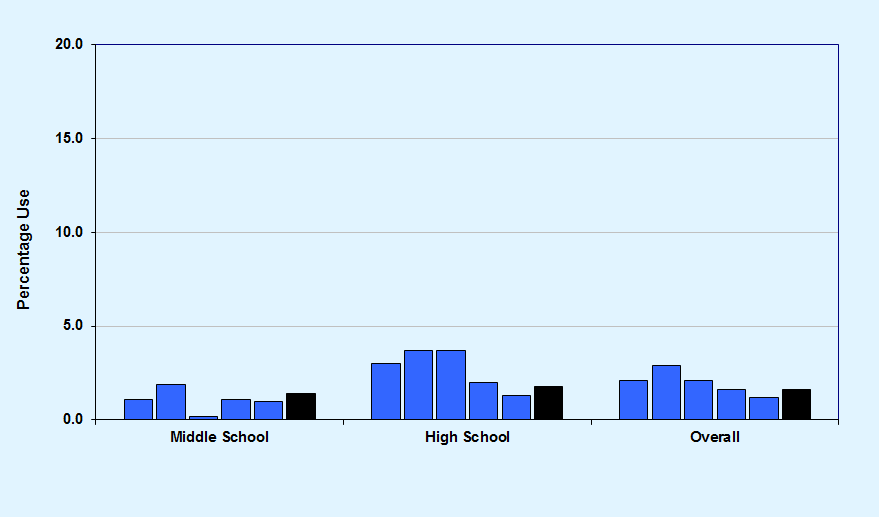 20.0
15.0
10.0
5.0
0.0
Percentage Use
Middle School
High School
Overall